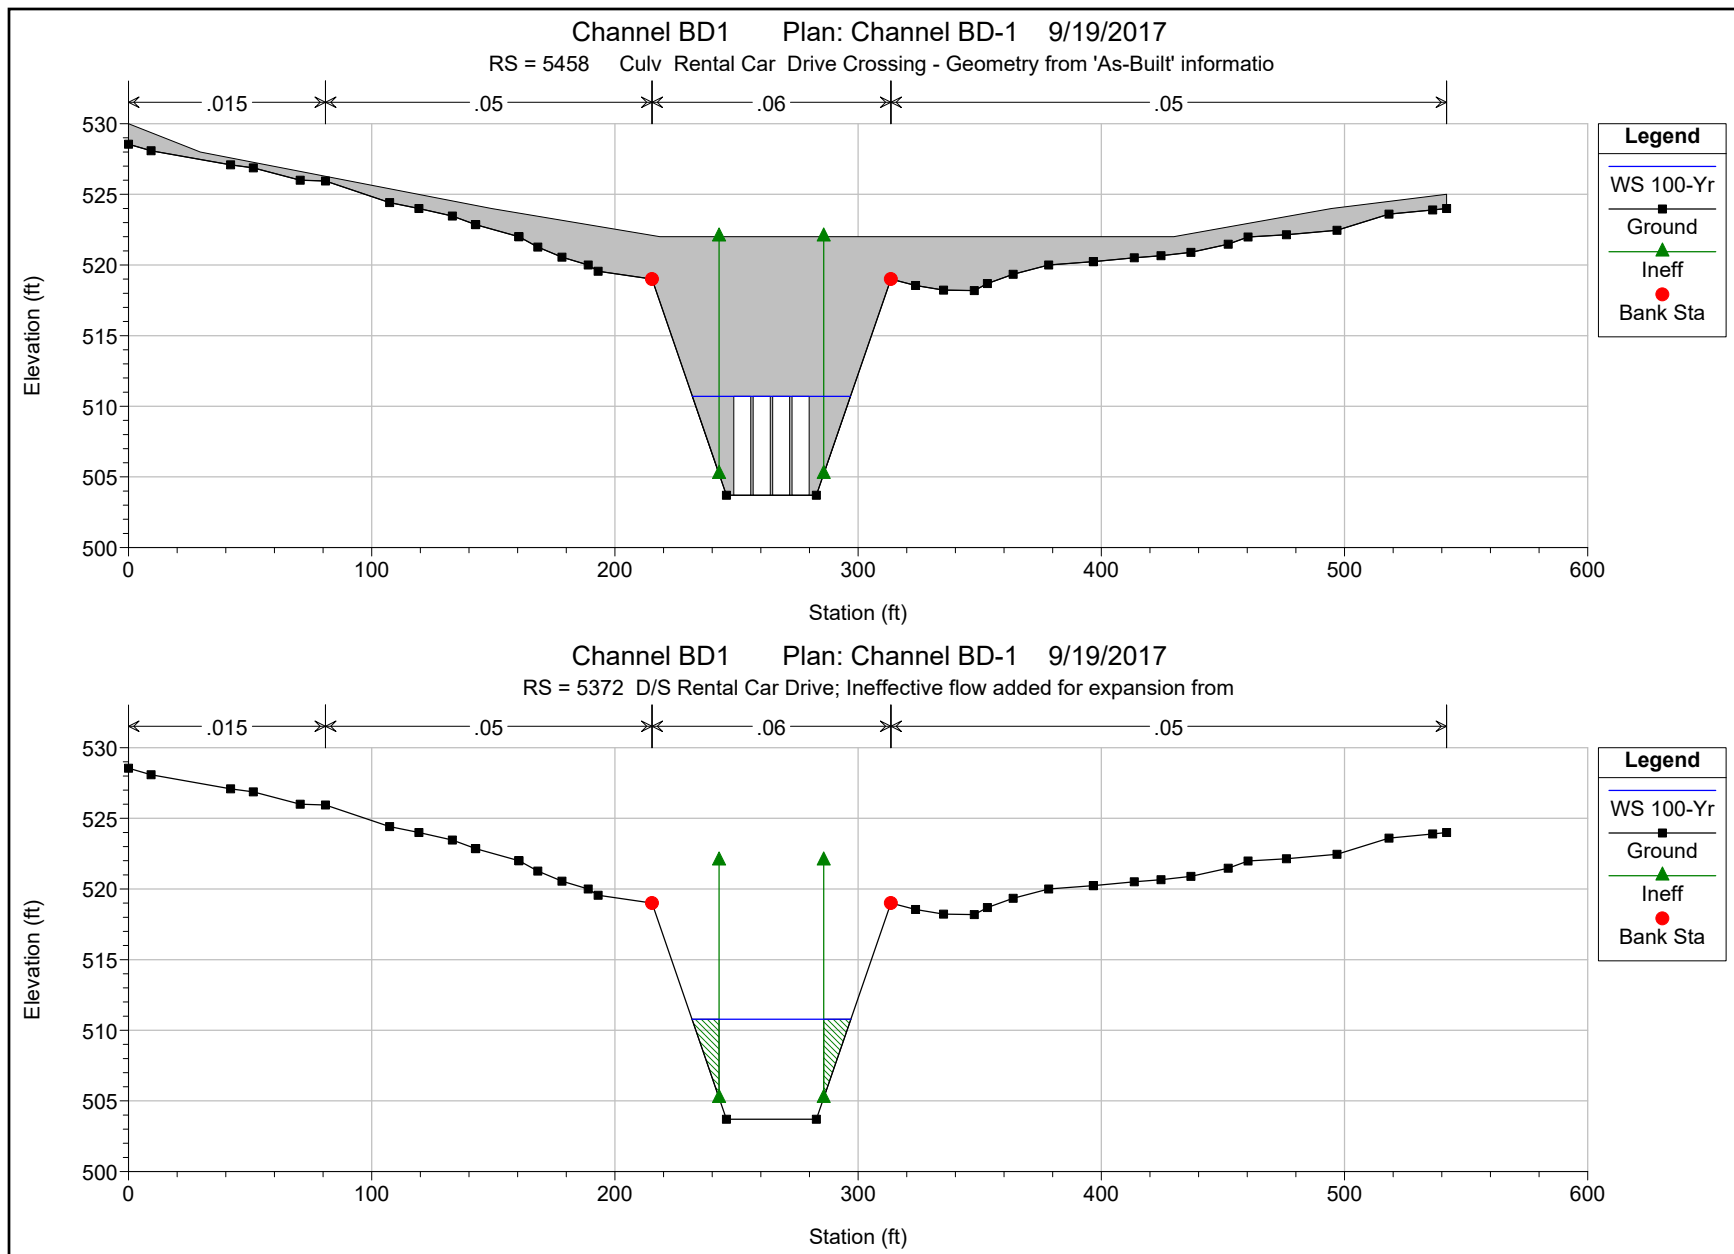 Channel BD1 Plan: Channel BD-1 9/19/2017
RS = 5458 Culv Rental Car Drive Crossing - Geometry from 'As-Built' informatio
.015 .05 .06 .05
530
525
520
515
510
505
500
Elevation (ft)
0 100 200 300 400 500 600
Station (ft)
Legend
WS 100-Yr
Ground
Ineff
Bank Sta
Channel BD1 Plan: Channel BD-1 9/19/2017
RS = 5372 D/S Rental Car Drive; Ineffective flow added for expansion from
.015 .05 .06 .05
530
525
520
515
510
505
500
Elevation (ft)
0 100 200 300 400 500 600
Station (ft)
Legend
WS 100-Yr
Ground
Ineff
Bank Sta